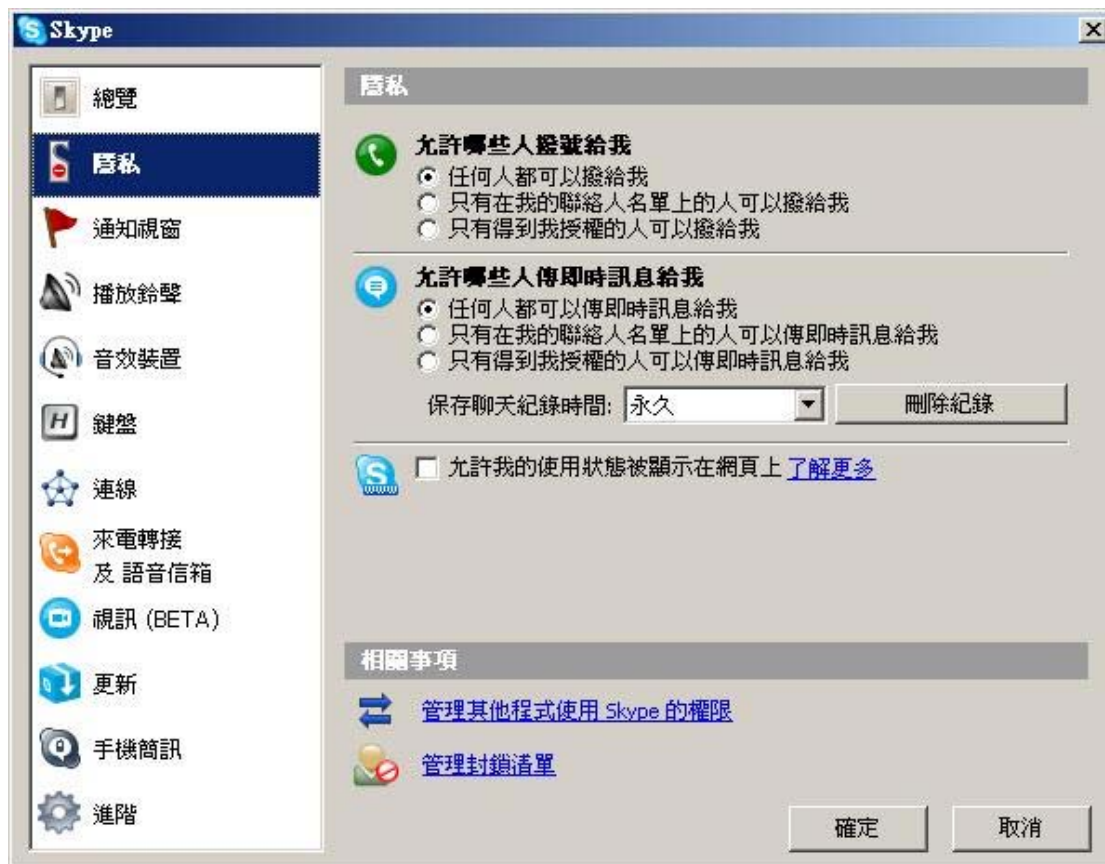 Skype
總覽
隱私
通知視窗
播放鈴聲
音效裝置
鍵盤
連線
來電轉接
及 語音信箱
視訊 (BETA)
更新
手機簡訊
進階
隱私
允許哪些人撥號給我
任何人都可以撥給我
只有在我的聯絡人名單上的人可以撥給我
只有得到我授權的人可以撥給我
允許哪些人傳即時訊息給我
任何人都可以傳即時訊息給我
只有在我的聯絡人名單上的人可以傳即時訊息給我
只有得到我授權的人可以傳即時訊息給我
保存聊天紀錄時間: 永久 刪除紀錄
允許我的使用狀態被顯示在網頁上 了解更多
相關事項
管理其他程式使用 Skype 的權限
管理封鎖清單
確定 取消